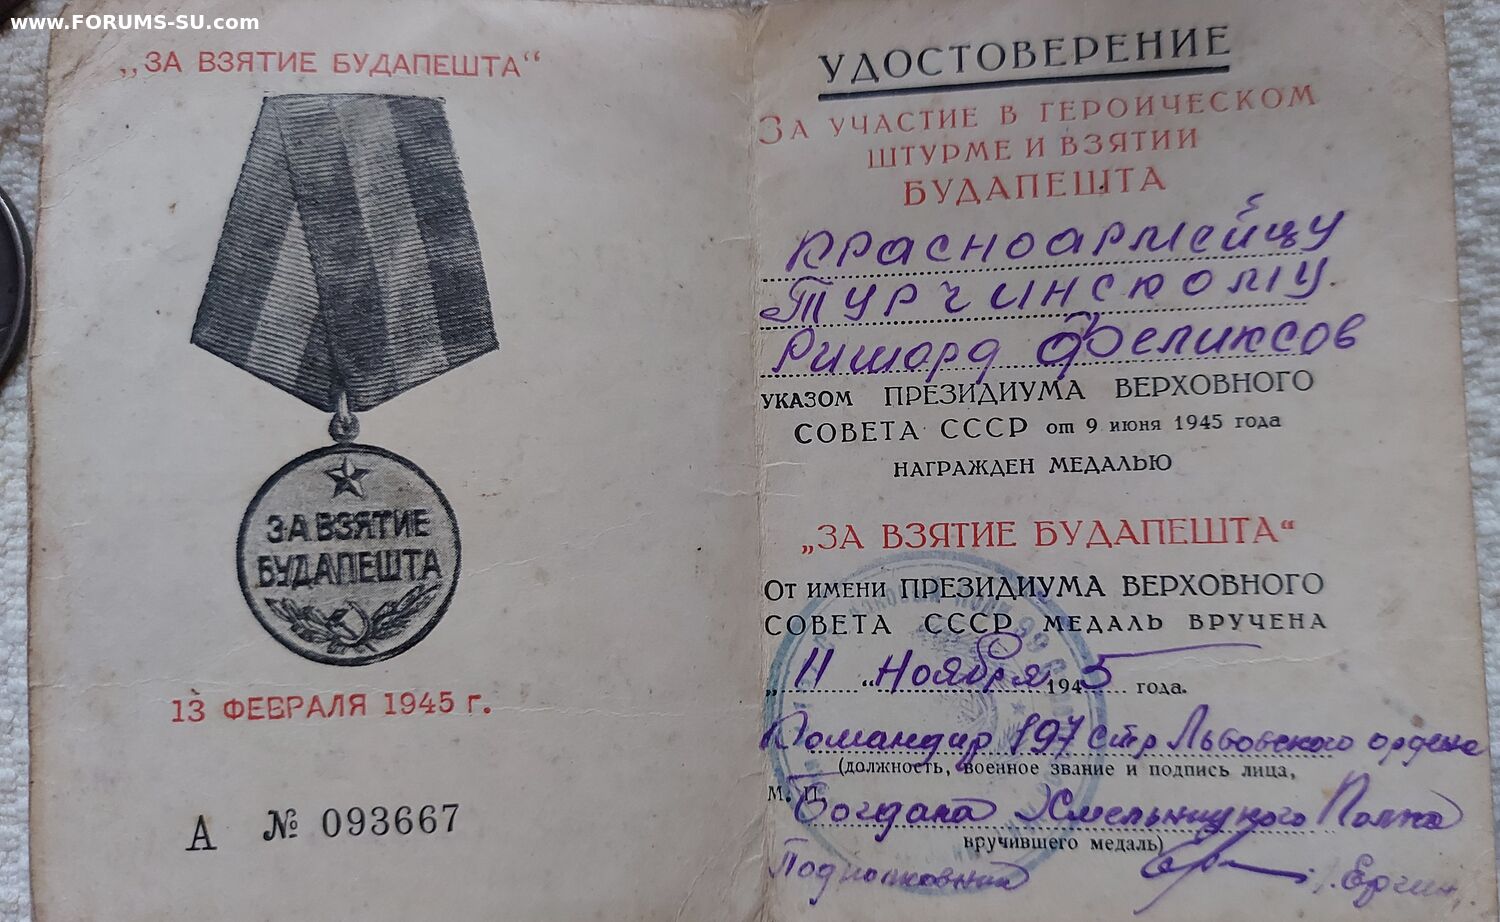 www.FORUMS-SU.com
„ЗА ВЗЯТИЕ БУДАПЕШТА“
ЗА ВЗЯТИЕ
БУДАПЕШТА
13 ФЕВРАЛЯ 1945 г.
А № 093667
УДОСТОВЕРЕНИЕ
ЗА УЧАСТИЕ В ГЕРОИЧЕСКОМ
ШТУРМЕ И ВЗЯТИИ
БУДАПЕШТА
Красноармейцу
Турчинскому
Ришард Феликсов
УКАЗОМ ПРЕЗИДИУМА ВЕРХОВНОГО
СОВЕТА СССР от 9 июня 1945 года
НАГРАЖДЕН МЕДАЛЬЮ
„ЗА ВЗЯТИЕ БУДАПЕШТА“
От имени ПРЕЗИДИУМА ВЕРХОВНОГО
СОВЕТА СССР МЕДАЛЬ ВРУЧЕНА
„11“ Ноября 1945 года.
Командир 197 стр Львовского ордена
(должность, военное звание и подпись лица,
М. П.
Богдана Хмельницкого Полка
вручившего медаль)
Подполковник